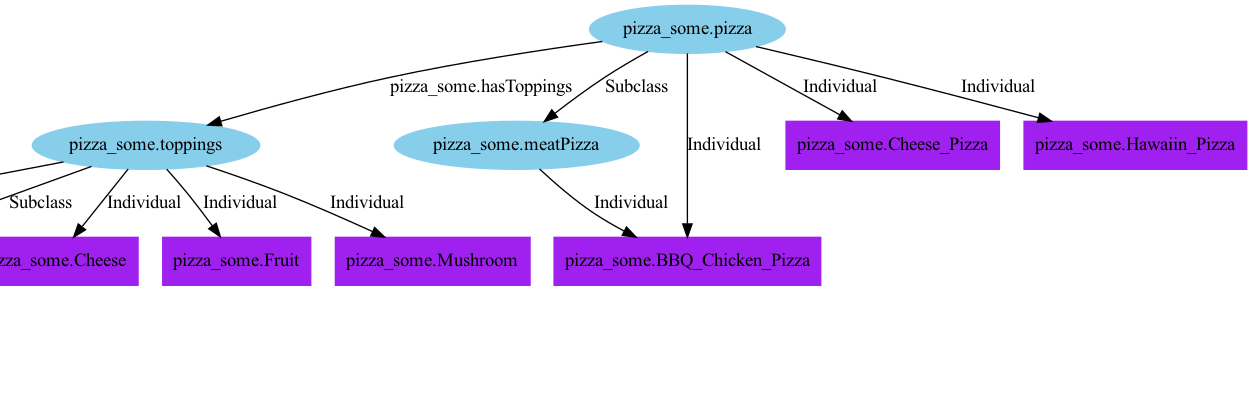 pizza_some.pizza
pizza_some.hasToppings
Subclass
Individual
Individual
pizza_some.toppings
pizza_some.meatPizza
Individual
pizza_some.Cheese_Pizza
pizza_some.Hawaiin_Pizza
Subclass
Individual
Individual
Individual
Individual
zza_some.Cheese
pizza_some.Fruit
pizza_some.Mushroom
pizza_some.BBQ_Chicken_Pizza